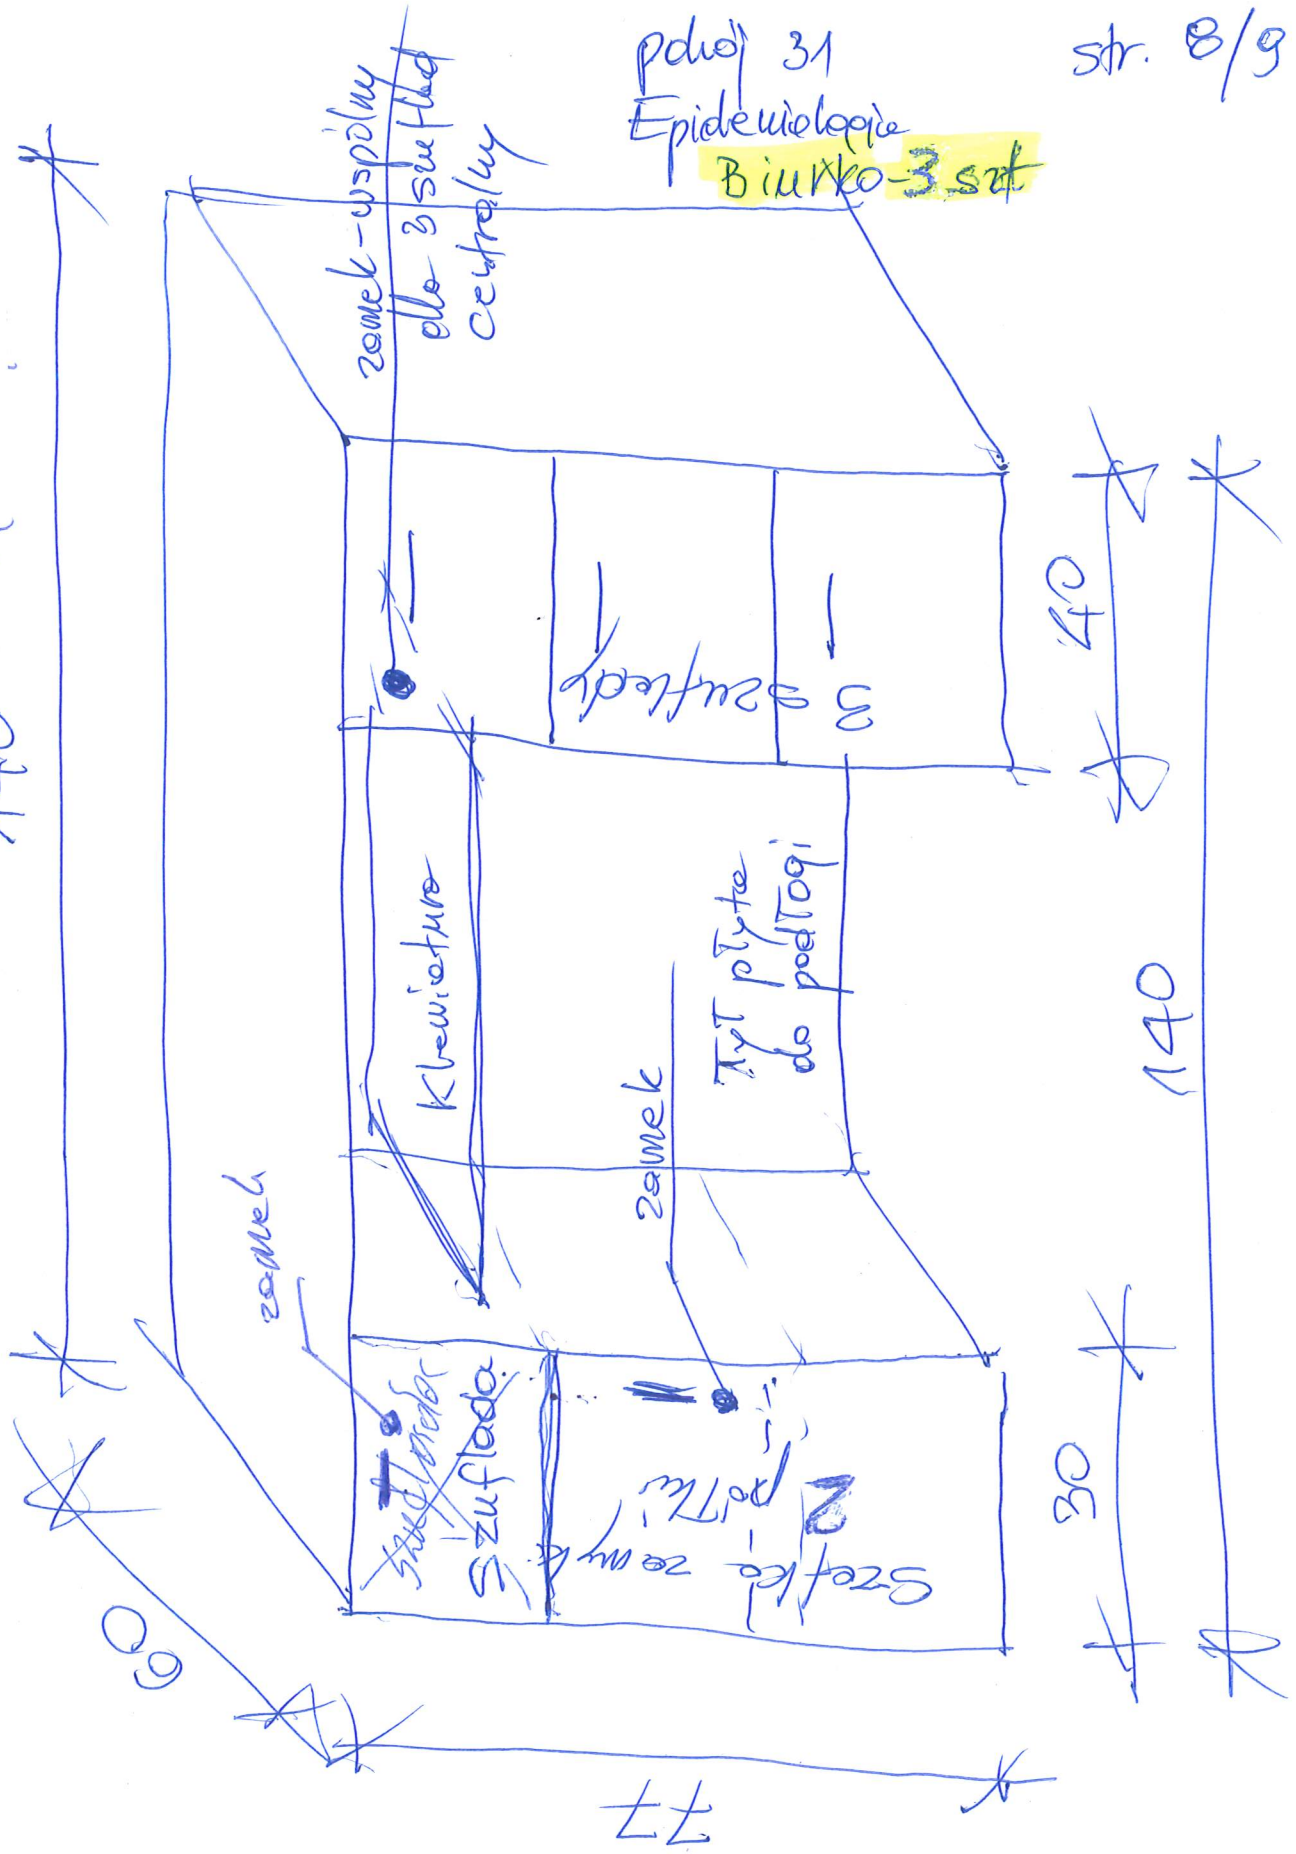 pokój 31
str. 8/9
Epidemiologia
Biurko-3 szt
zamek-wspólny
dla 3 szuflad
centralny
3
szuflady
40
Klawiatura
Tył płyta
do podłogi
zamek
140
zamek
Szuflada
2
półki
Szafka
zamyk
30
60
77